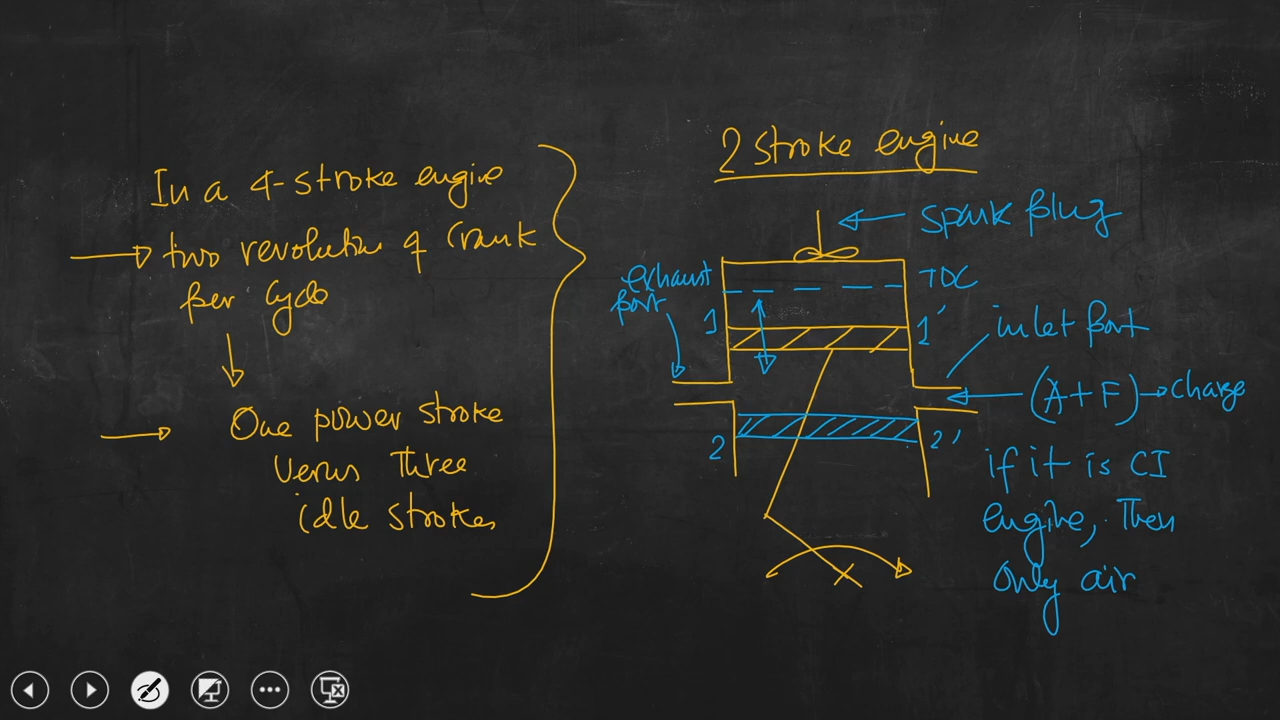 In a 4-stroke engine
two revolution of Crank
per Cycle
One power stroke
Versus Three
idle strokes
2 stroke engine
spark plug
exhaust
port
TDC
1
1'
inlet port
(A+F) → charge
2
2'
if it is CI
engine, Then
only air